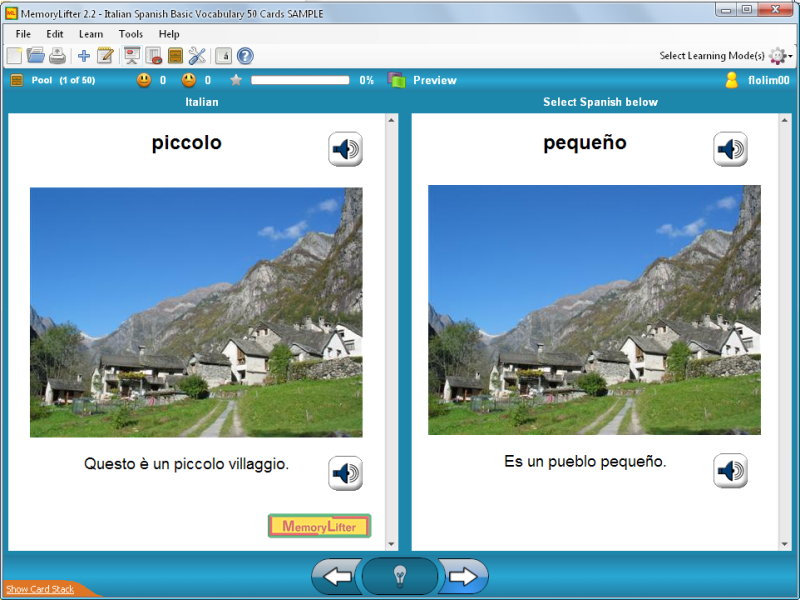 MemoryLifter 2.2 - Italian Spanish Basic Vocabulary 50 Cards SAMPLE
File Edit Learn Tools Help
Select Learning Mode(s)
Pool (1 of 50) 0 0 0% Preview flolim00
Italian
Select Spanish below
piccolo
pequeño
Questo è un piccolo villaggio.
Es un pueblo pequeño.
MemoryLifter
Show Card Stack